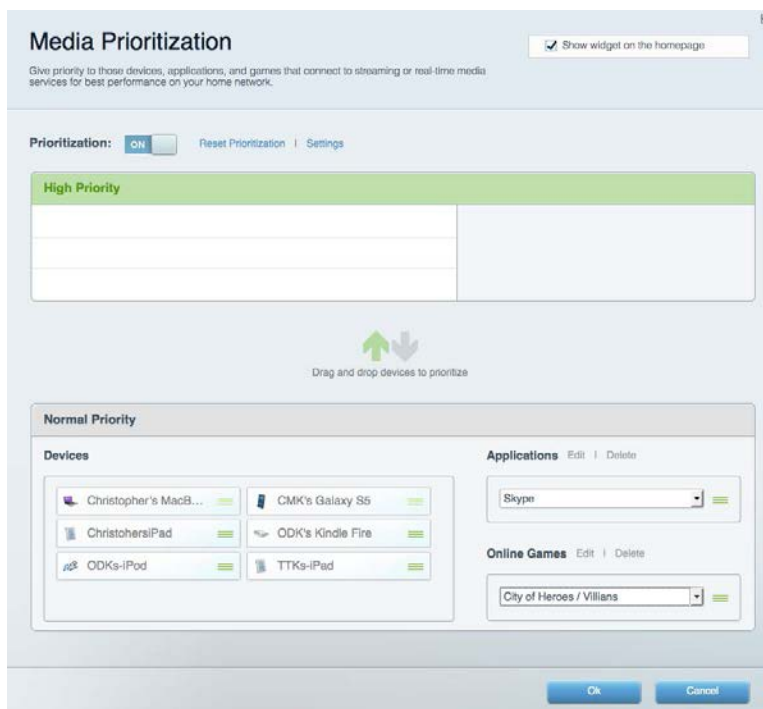 Media Prioritization
Show widget on the homepage
Give priority to those devices, applications, and games that connect to streaming or real-time media
services for best performance on your home network.
Prioritization: ON Reset Prioritization | Settings
High Priority
Drag and drop devices to prioritize
Normal Priority
Devices
Christopher's MacB...
CMK's Galaxy S5
ChristohersiPad
ODK's Kindle Fire
ODKs-iPod
TTKs-iPad
Applications Edit | Delete
Skype
Online Games Edit | Delete
City of Heroes / Villians
Ok
Cancel